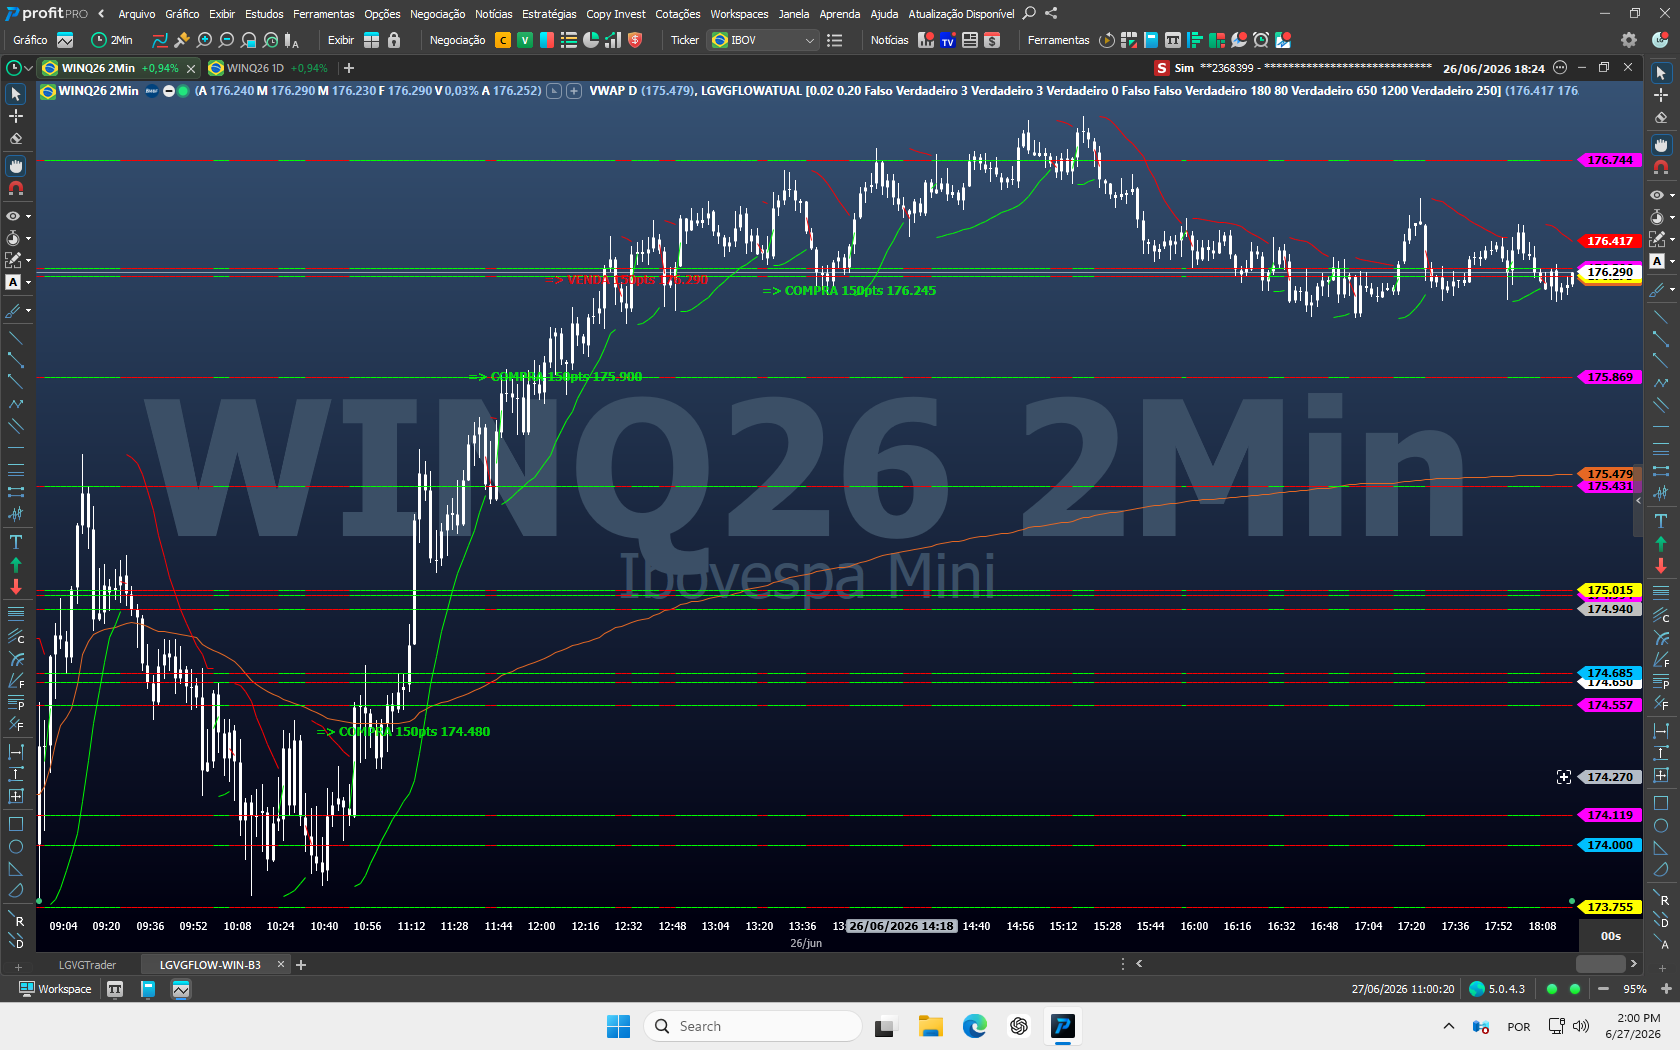 profitPRO Arquivo Gráfico Exibir Estudos Ferramentas Opções Negociação Notícias Estratégias Copy Invest Cotações Workspaces Janela Aprenda Ajuda Atualização Disponível
Gráfico 2Min Exibir Negociação C V Ticker IBOV Notícias TV Ferramentas
WINQ26 2Min +0,94% WINQ26 1D +0,94% S Sim **2368399 - 26/06/2026 18:24
WINQ26 2Min (A 176.240 M 176.290 M 176.230 F 176.290 V 0,03% A 176.252) VWAP D (175.479), LGVGFLOWATUAL [0.02 0.20 Falso Verdadeiro 3 Verdadeiro 3 Verdadeiro 0 Falso Falso Verdadeiro 180 80 Verdadeiro 650 1200 Verdadeiro 250] (176.417 176.
176.744
176.417
176.290
=> VENDA 150pts 176.290
=> COMPRA 150pts 176.245
=> COMPRA 150pts 175.900
175.869
WINQ26 2Min
Ibovespa Mini
175.479
175.431
175.015
174.940
174.685
174.650
174.557
=> COMPRA 150pts 174.480
174.270
174.119
174.000
173.755
09:04 09:20 09:36 09:52 10:08 10:24 10:40 10:56 11:12 11:28 11:44 12:00 12:16 12:32 12:48 13:04 13:20 13:36 26/06/2026 14:18 14:40 14:56 15:12 15:28 15:44 16:00 16:16 16:32 16:48 17:04 17:20 17:36 17:52 18:08
00s
26/jun
LGVGTrader LGVGFLOW-WIN-B3
Workspace 27/06/2026 11:00:20 5.0.4.3 95%
Search POR 2:00 PM
6/27/2026